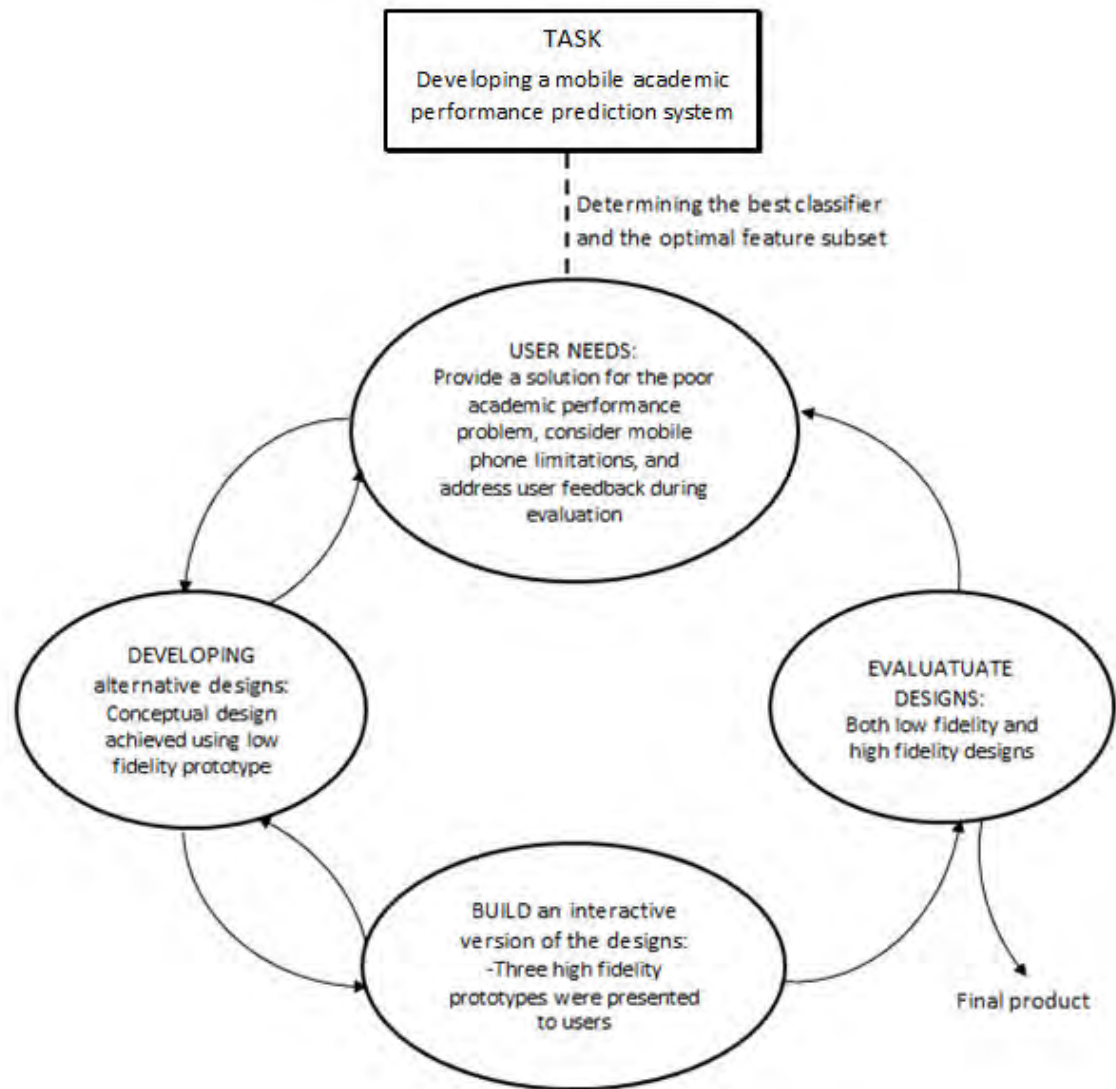 TASK
Developing a mobile academic
performance prediction system
Determining the best classifier
and the optimal feature subset
USER NEEDS:
Provide a solution for the poor
academic performance
problem, consider mobile
phone limitations, and
address user feedback during
evaluation
DEVELOPING
alternative designs:
Conceptual design
achieved using low
fidelity prototype
EVALUATUATE
DESIGNS:
Both low fidelity and
high fidelity designs
BUILD an interactive
version of the designs:
-Three high fidelity
prototypes were presented
to users
Final product